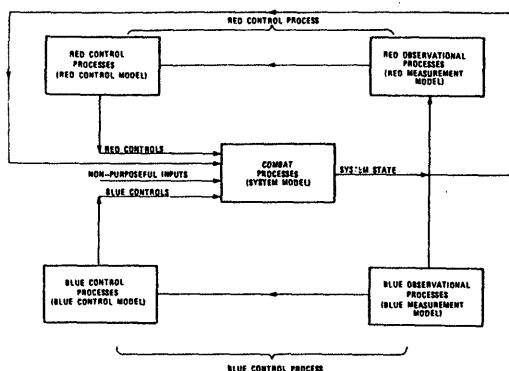 RED CONTROL PROCESS
RED CONTROL
PROCESSES
(RED CONTROL MODEL)
RED OBSERVATIONAL
PROCESSES
(RED MEASUREMENT
MODEL)
RED CONTROLS
NON-PURPOSEFUL INPUTS
BLUE CONTROLS
COMBAT
PROCESSES
(SYSTEM MODEL)
SYSTEM STATE
BLUE CONTROL
PROCESSES
(BLUE CONTROL MODEL)
BLUE OBSERVATIONAL
PROCESSES
(BLUE MEASUREMENT
MODEL)
BLUE CONTROL PROCESS